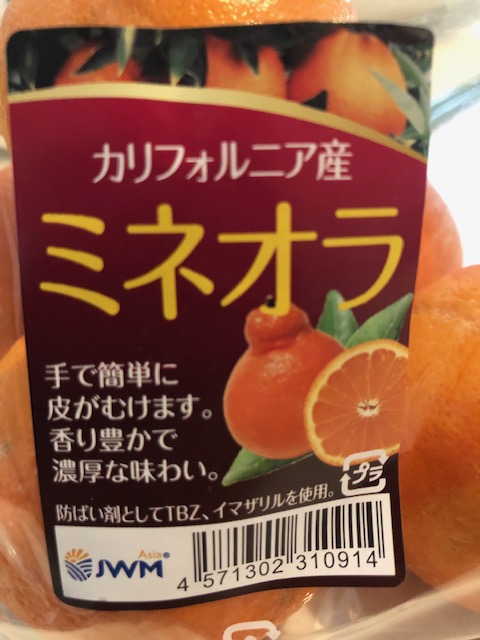 カリフォルニア産
ミネオラ
手で簡単に
皮がむけます。
香り豊かで
濃厚な味わい。
プラ
防ばい剤としてTBZ、イマザリルを使用。
JWM Asia®
4 571302 310914